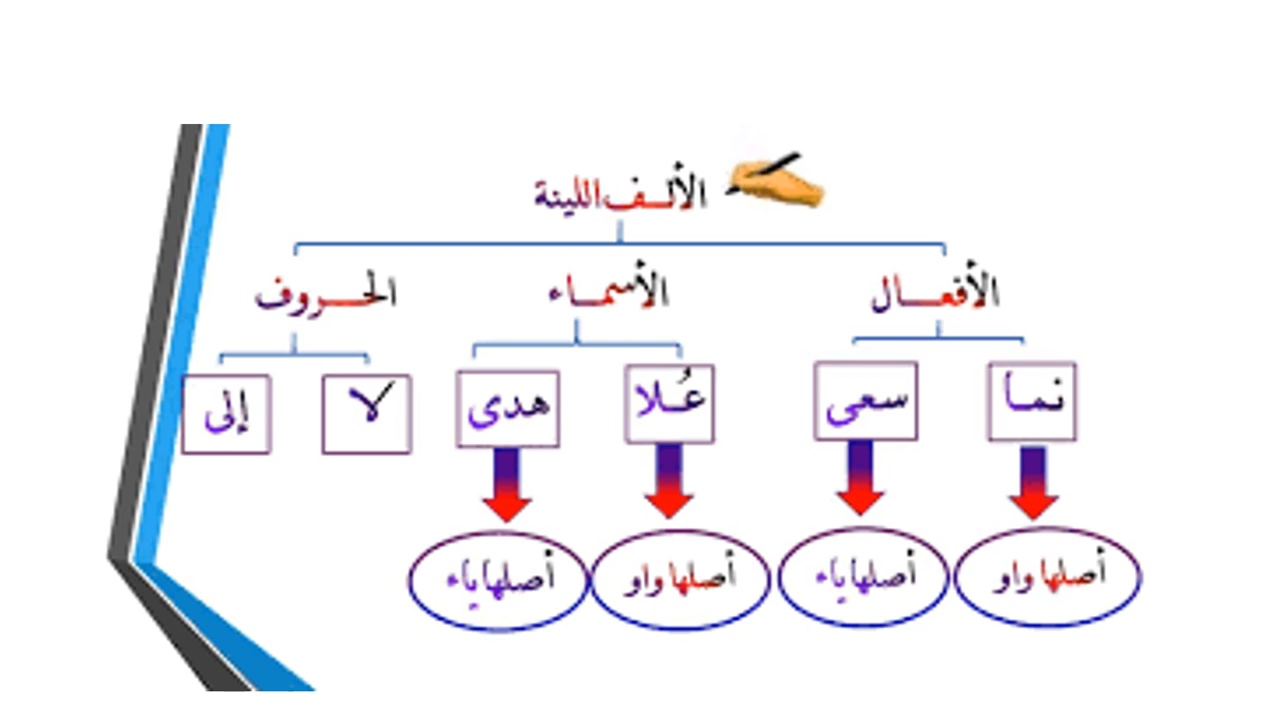 الألف اللينة
الأفعال الأسماء الحروف
نما سعى عُلا هدى لا إلى
أصلها واو أصلها ياء أصلها واو أصلها ياء